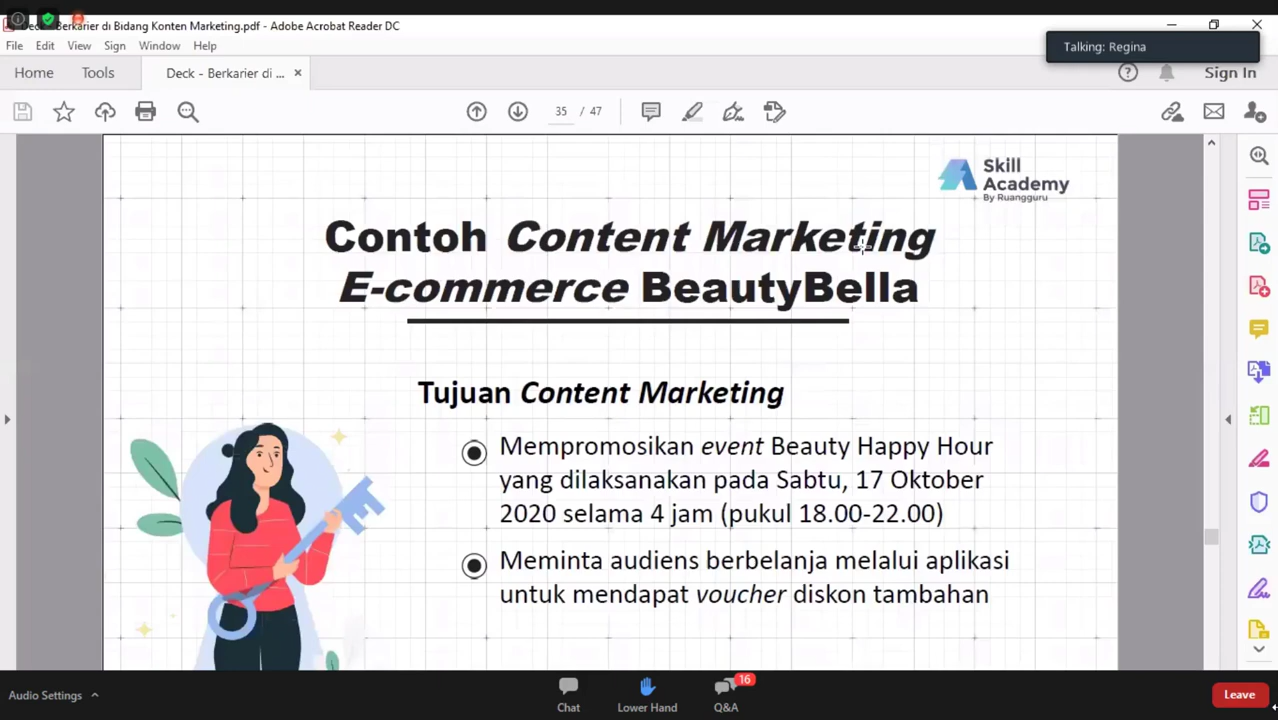 Deck - Berkarier di Bidang Konten Marketing.pdf - Adobe Acrobat Reader DC
File Edit View Sign Window Help
Talking: Regina
Home Tools Deck - Berkarier di ... Sign In
35 / 47
Skill
Academy
By Ruangguru
Contoh Content Marketing
E-commerce BeautyBella
Tujuan Content Marketing
Mempromosikan event Beauty Happy Hour
yang dilaksanakan pada Sabtu, 17 Oktober
2020 selama 4 jam (pukul 18.00-22.00)
Meminta audiens berbelanja melalui aplikasi
untuk mendapat voucher diskon tambahan
16
Audio Settings Chat Lower Hand Q&A Leave